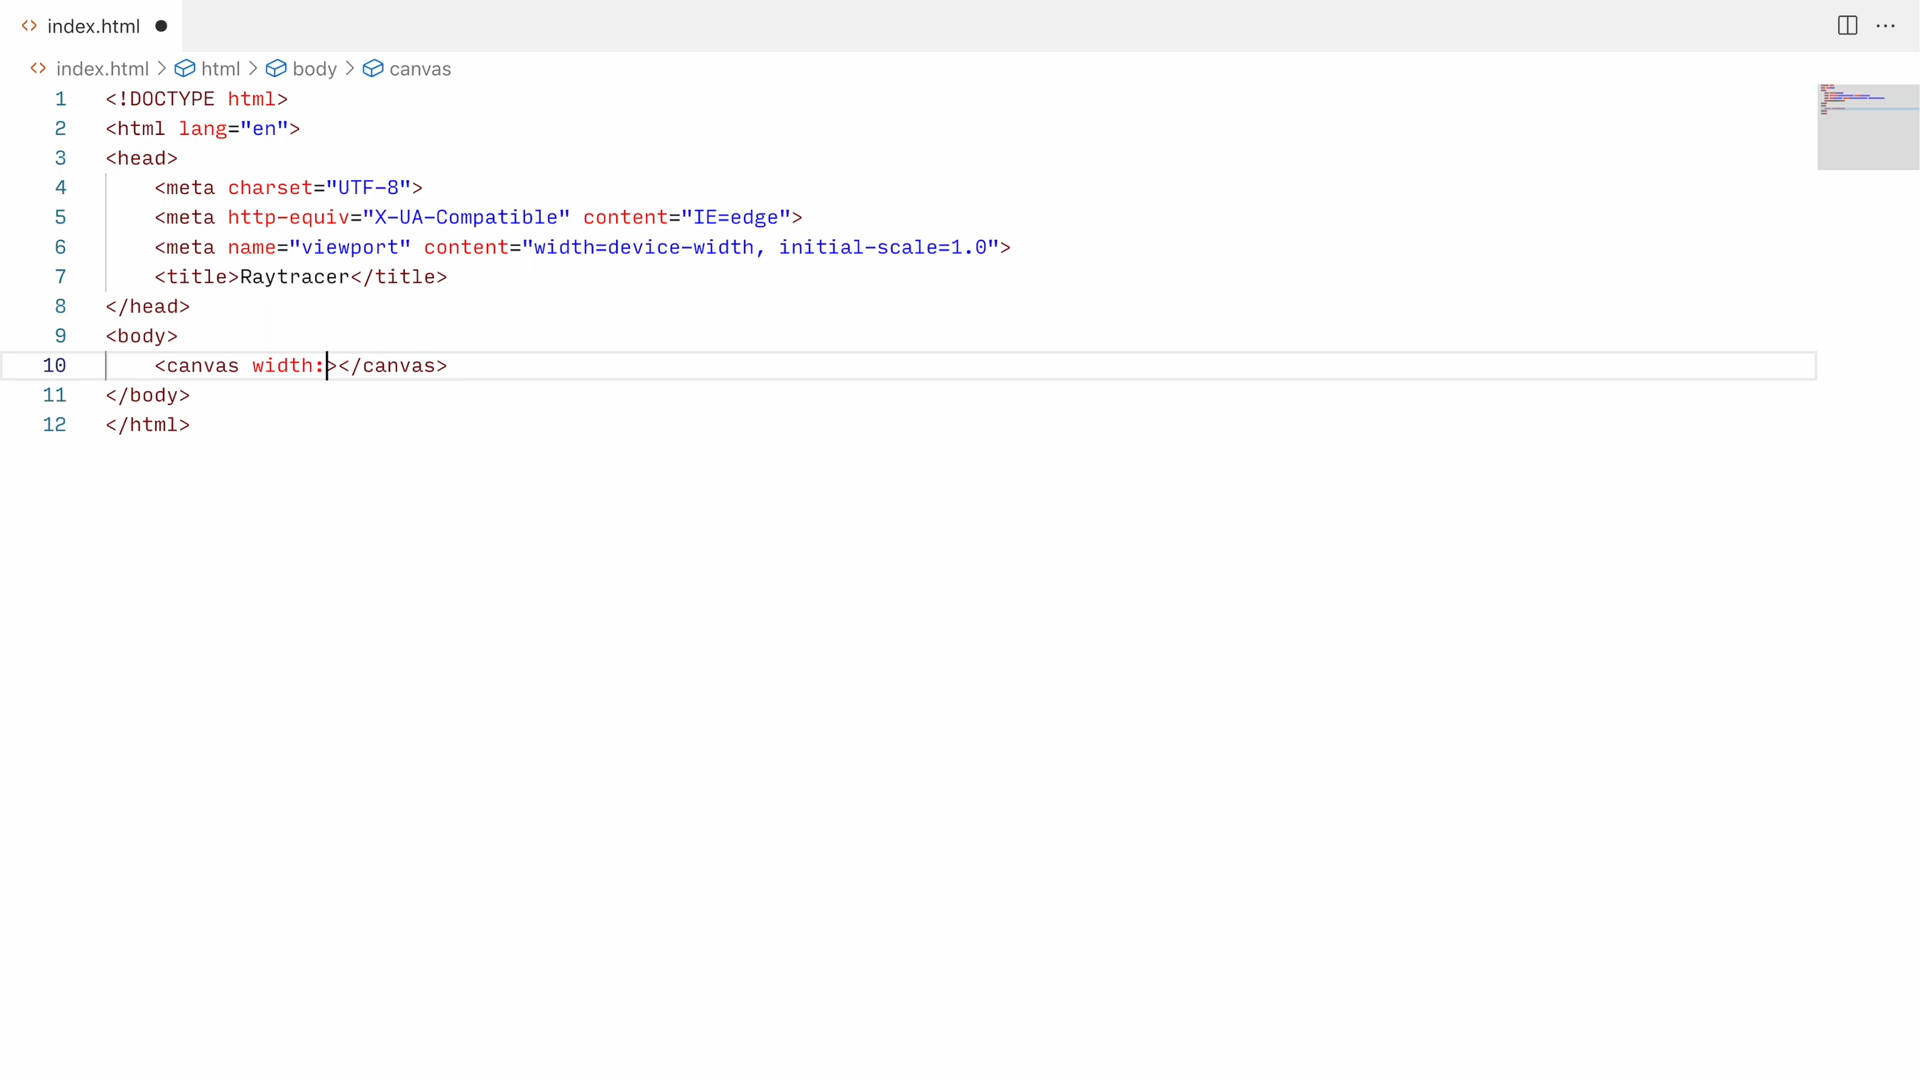 index.html
index.html > html > body > canvas
1 <!DOCTYPE html>
2 <html lang="en">
3 <head>
4     <meta charset="UTF-8">
5     <meta http-equiv="X-UA-Compatible" content="IE=edge">
6     <meta name="viewport" content="width=device-width, initial-scale=1.0">
7     <title>Raytracer</title>
8 </head>
9 <body>
10     <canvas width:></canvas>
11 </body>
12 </html>